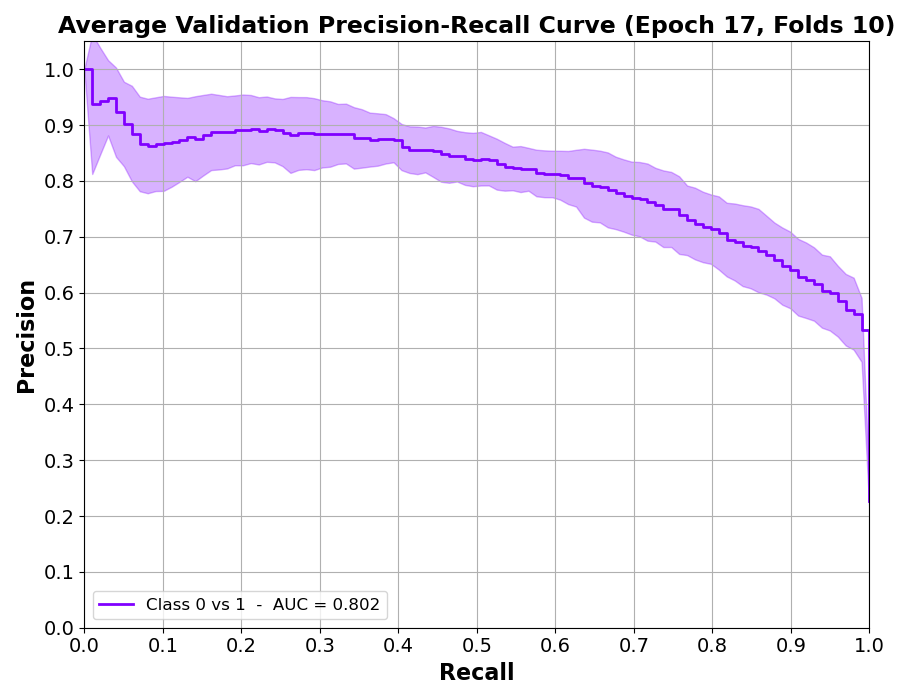 Average Validation Precision-Recall Curve (Epoch 17, Folds 10)
1.0
0.9
0.8
0.7
0.6
0.5
0.4
0.3
0.2
0.1
0.0
Precision
Class 0 vs 1 - AUC = 0.802
0.0 0.1 0.2 0.3 0.4 0.5 0.6 0.7 0.8 0.9 1.0
Recall